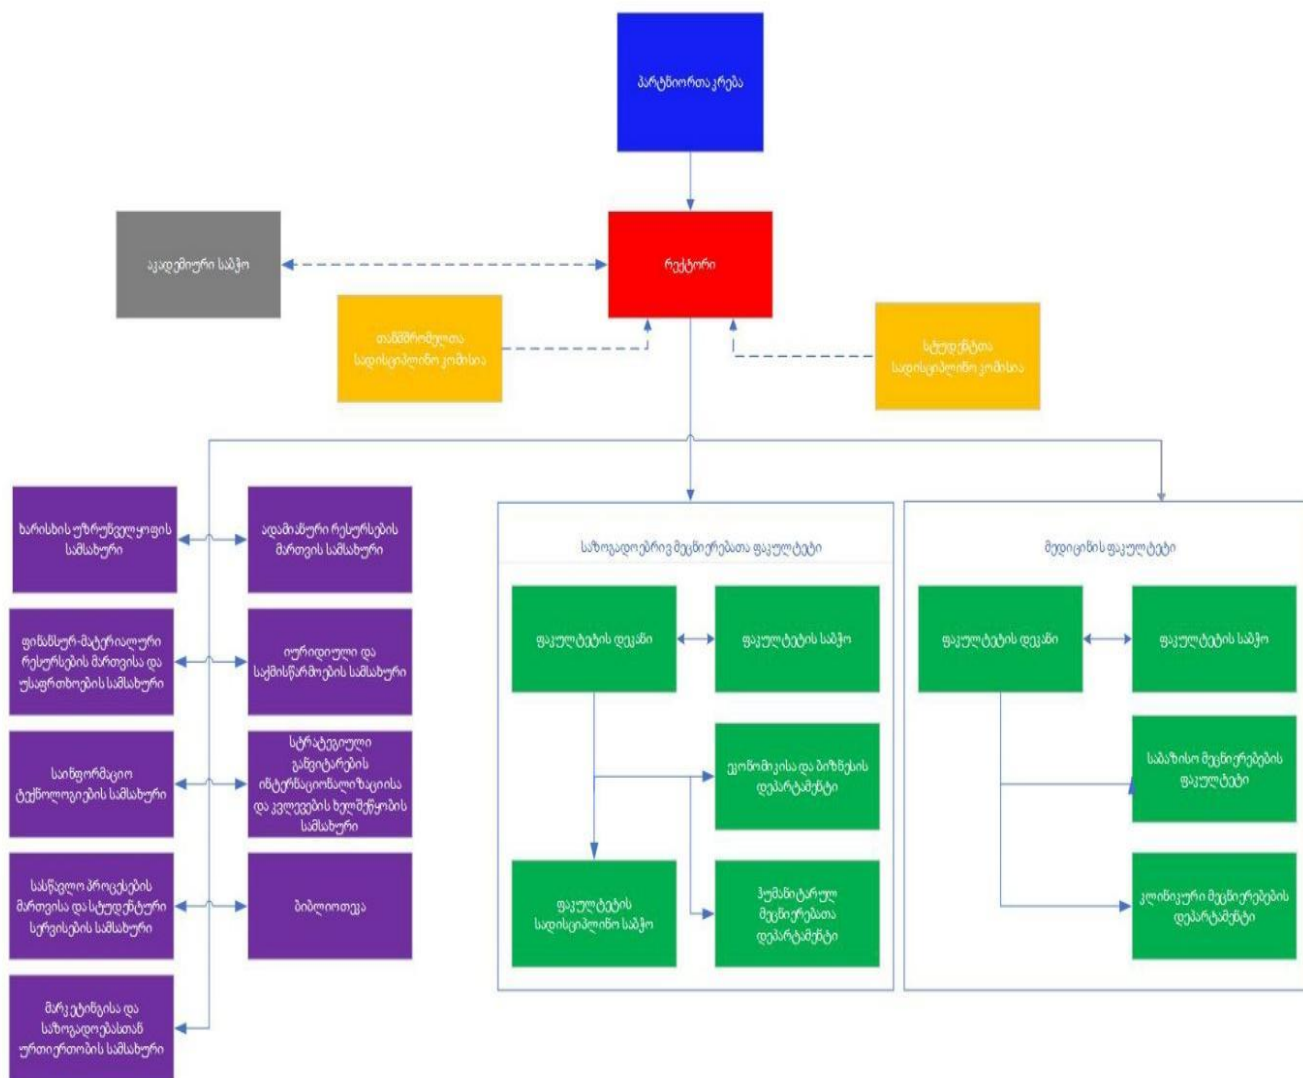 პარტნიორთა კრება
აკადემიური საბჭო
რექტორი
თანმშრომელთა
სადისციპლინო კომისია
სტუდენტთა
სადისციპლინო კომისია
ხარისხის უზრუნველყოფის
სამსახური
ადამიანური რესურსების
მართვის სამსახური
ფინანსურ-მატერიალური
რესურსების მართვისა და
უსაფრთხოების სამსახური
იურიდიული და
საქმისწარმოების სამსახური
საინფორმაციო
ტექნოლოგიების სამსახური
სტრატეგიული
განვიტარების
ინტერნაციონალიზაციისა
და კვლევების ხელშეწყობის
სამსახური
სასწავლო პროცესების
მართვისა და სტუდენტური
სერვისების სამსახური
ბიბლიოთეკა
მარკეტინგისა და
საზოგადოებასთან
ურთიერთობის სამსახური
საზოგადოებრივ მეცნიერებათა ფაკულტეტი
ფაკულტეტის დეკანი
ფაკულტეტის საბჭო
ეკონომიკისა და ბიზნესის
დეპარტამენტი
ფაკულტეტის
სადისციპლინო საბჭო
ჰუმანიტარულ
მეცნიერებათა
დეპარტამენტი
მედიცინის ფაკულტეტი
ფაკულტეტის დეკანი
ფაკულტეტის საბჭო
საბაზისო მეცნიერებების
ფაკულტეტი
კლინიკური მეცნიერებების
დეპარტამენტი